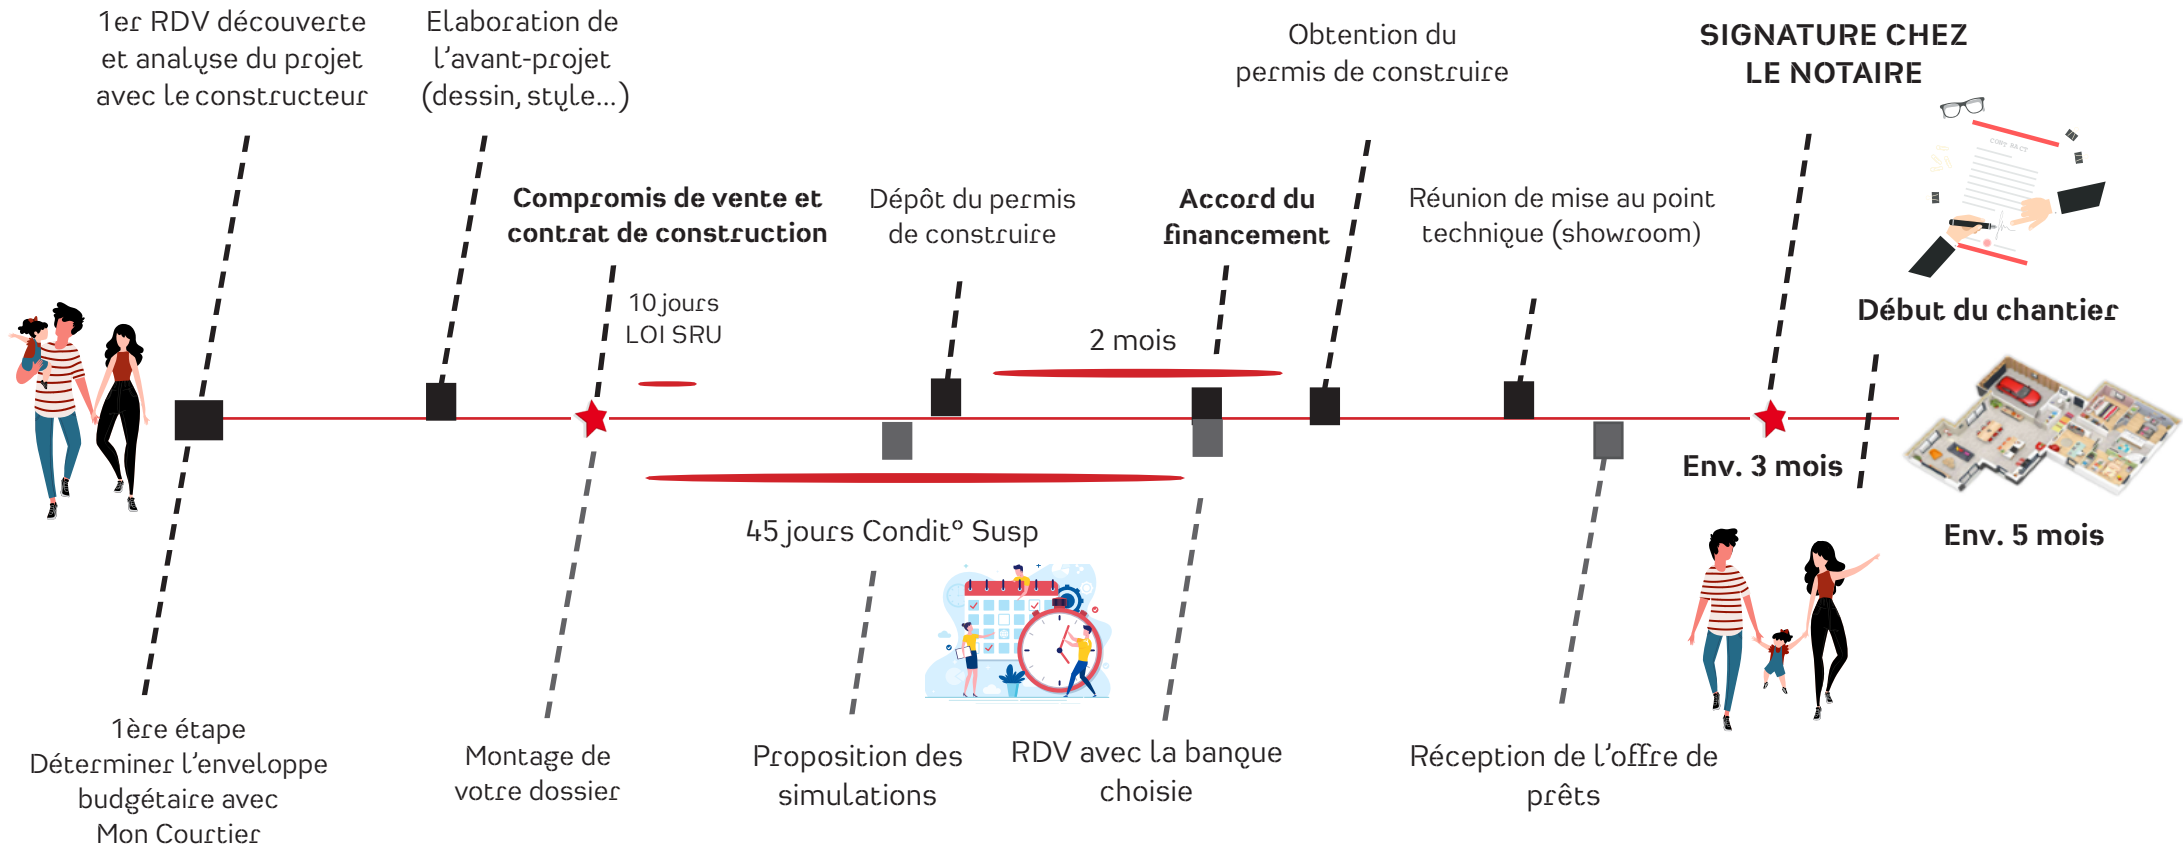 1er RDV découverte
et analyse du projet
avec le constructeur
Elaboration de
l'avant-projet
(dessin, style...)
Compromis de vente et
contrat de construction
10 jours
LOI SRU
Dépôt du permis
de construire
2 mois
Accord du
financement
Obtention du
permis de construire
Réunion de mise au point
technique (showroom)
SIGNATURE CHEZ
LE NOTAIRE
Début du chantier
Env. 3 mois
Env. 5 mois
45 jours Condit° Susp
1ère étape
Déterminer l'enveloppe
budgétaire avec
Mon Courtier
Montage de
votre dossier
Proposition des
simulations
RDV avec la banque
choisie
Réception de l'offre de
prêts